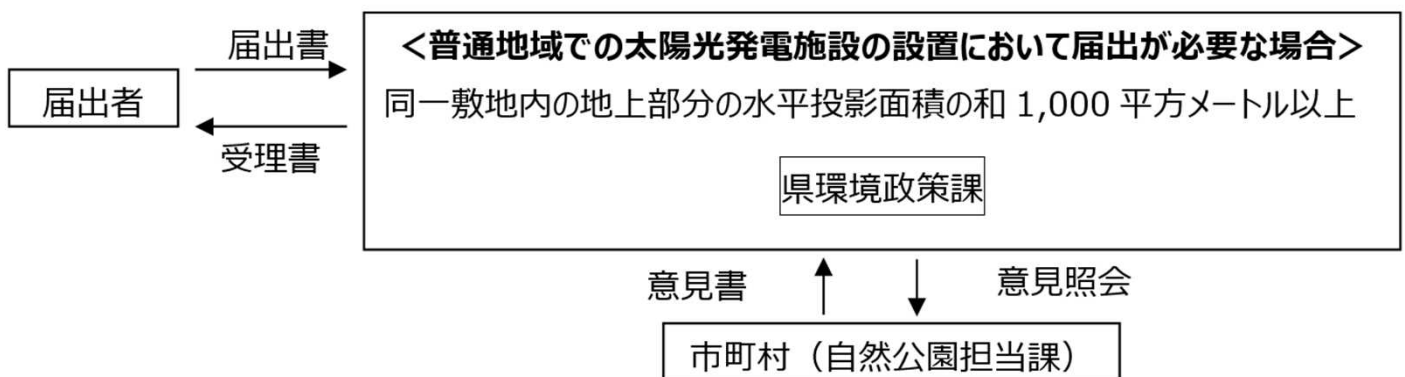 届出書
＜普通地域での太陽光発電施設の設置において届出が必要な場合＞
届出者
同一敷地内の地上部分の水平投影面積の和 1,000 平方メートル以上
受理書
県環境政策課
意見書
意見照会
市町村（自然公園担当課）